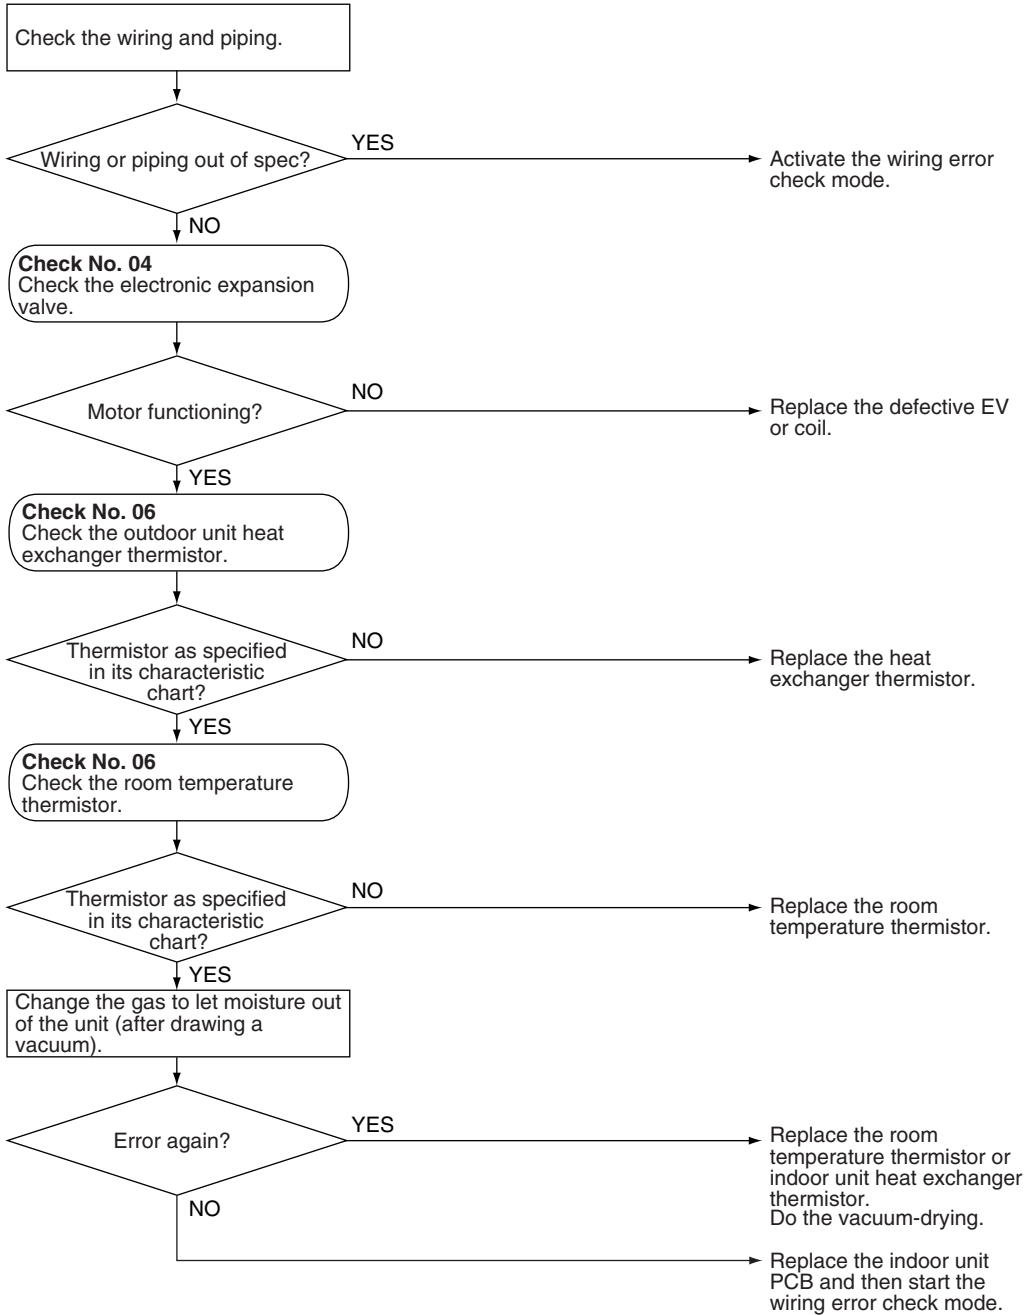 Check the wiring and piping.
Wiring or piping out of spec?
YES
Activate the wiring error
check mode.
NO
Check No. 04
Check the electronic expansion
valve.
Motor functioning?
NO
Replace the defective EV
or coil.
YES
Check No. 06
Check the outdoor unit heat
exchanger thermistor.
Thermistor as specified
in its characteristic
chart?
NO
Replace the heat
exchanger thermistor.
YES
Check No. 06
Check the room temperature
thermistor.
Thermistor as specified
in its characteristic
chart?
NO
Replace the room
temperature thermistor.
YES
Change the gas to let moisture out
of the unit (after drawing a
vacuum).
Error again?
YES
Replace the room
temperature thermistor or
indoor unit heat exchanger
thermistor.
Do the vacuum-drying.
NO
Replace the indoor unit
PCB and then start the
wiring error check mode.